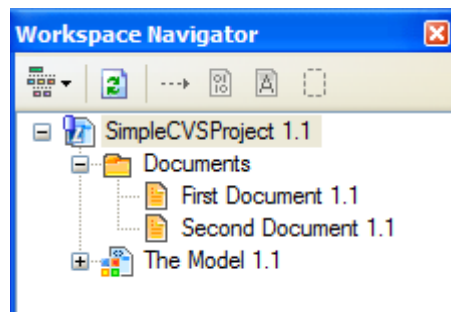 Workspace Navigator
SimpleCVSProject 1.1
Documents
First Document 1.1
Second Document 1.1
The Model 1.1